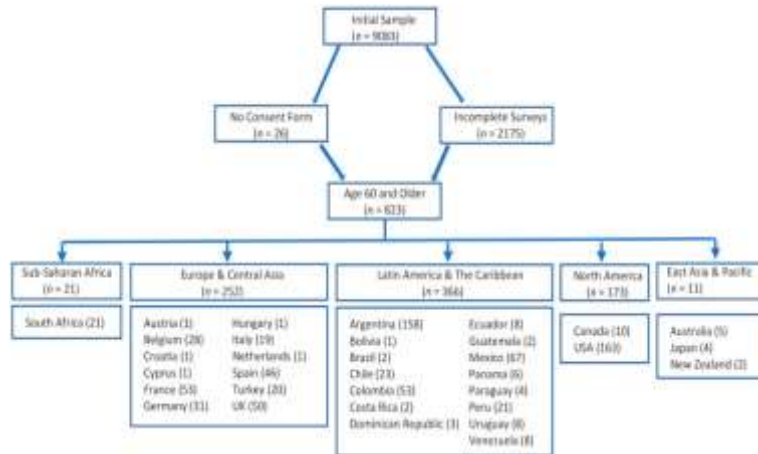 Initial Sample
(n = 9083)
No Consent Form
(n = 26)
Incomplete Surveys
(n = 2175)
Age 60 and Older
(n = 823)
Sub-Saharan Africa
(n = 21)
South Africa (21)
Europe & Central Asia
(n = 252)
Austria (1)
Belgium (28)
Croatia (1)
Cyprus (1)
France (53)
Germany (31)
Hungary (1)
Italy (19)
Netherlands (1)
Spain (46)
Turkey (20)
UK (50)
Latin America & The Caribbean
(n = 366)
Argentina (158)
Bolivia (1)
Brazil (2)
Chile (23)
Colombia (53)
Costa Rica (2)
Dominican Republic (3)
Ecuador (8)
Guatemala (2)
Mexico (67)
Panama (6)
Paraguay (4)
Peru (21)
Uruguay (8)
Venezuela (8)
North America
(n = 173)
Canada (10)
USA (163)
East Asia & Pacific
(n = 11)
Australia (5)
Japan (4)
New Zealand (2)